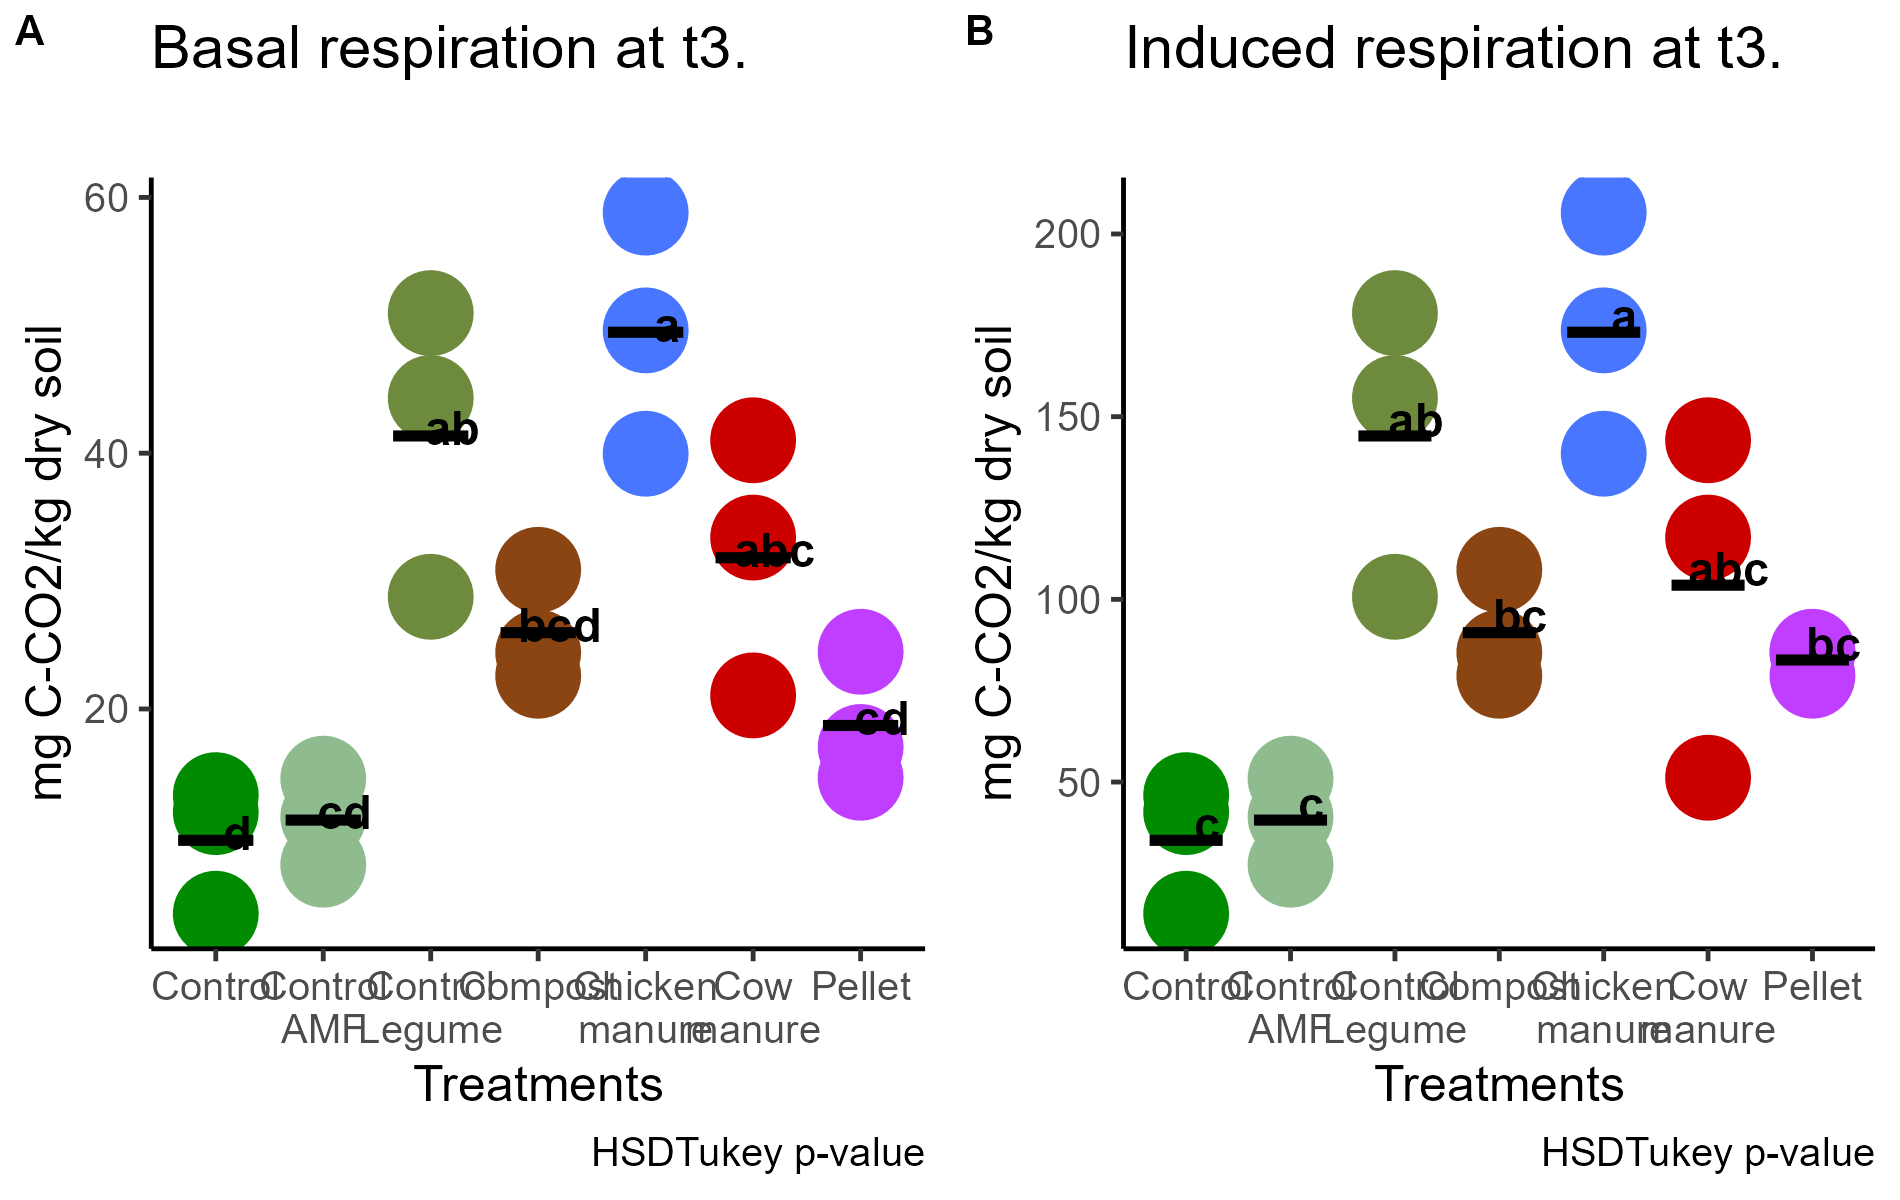 A
Basal respiration at t3.
mg C-CO2/kg dry soil
60
40
20
d
cd
ab
bcd
a
abc
cd
Control
Control
AMF
Control
Legume
Compost
Chicken
manure
Cow
manure
Pellet
Treatments
HSDTukey p-value
B
Induced respiration at t3.
mg C-CO2/kg dry soil
200
150
100
50
c
c
ab
bc
a
abc
bc
Control
Control
AMF
Control
Legume
Compost
Chicken
manure
Cow
manure
Pellet
Treatments
HSDTukey p-value